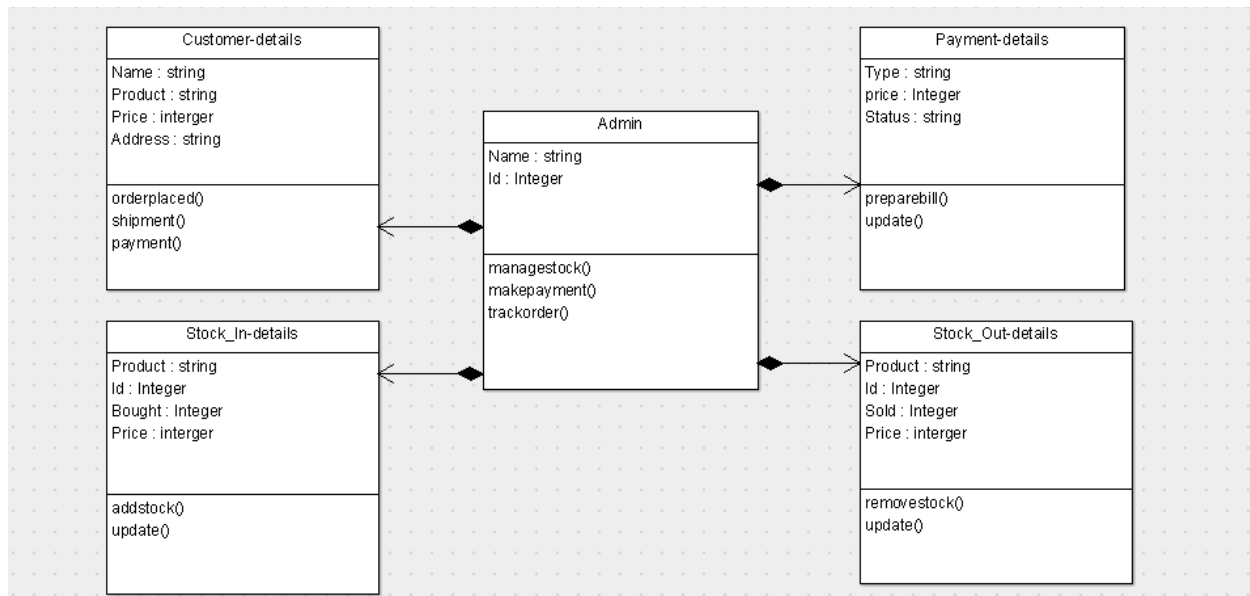 Customer-details
Name : string
Product : string
Price : interger
Address : string
orderplaced()
shipment()
payment()
Admin
Name : string
Id : Integer
managestock()
makepayment()
trackorder()
Payment-details
Type : string
price : Integer
Status : string
preparebill()
update()
Stock_In-details
Product : string
Id : Integer
Bought : Integer
Price : interger
addstock()
update()
Stock_Out-details
Product : string
Id : Integer
Sold : Integer
Price : interger
removestock()
update()